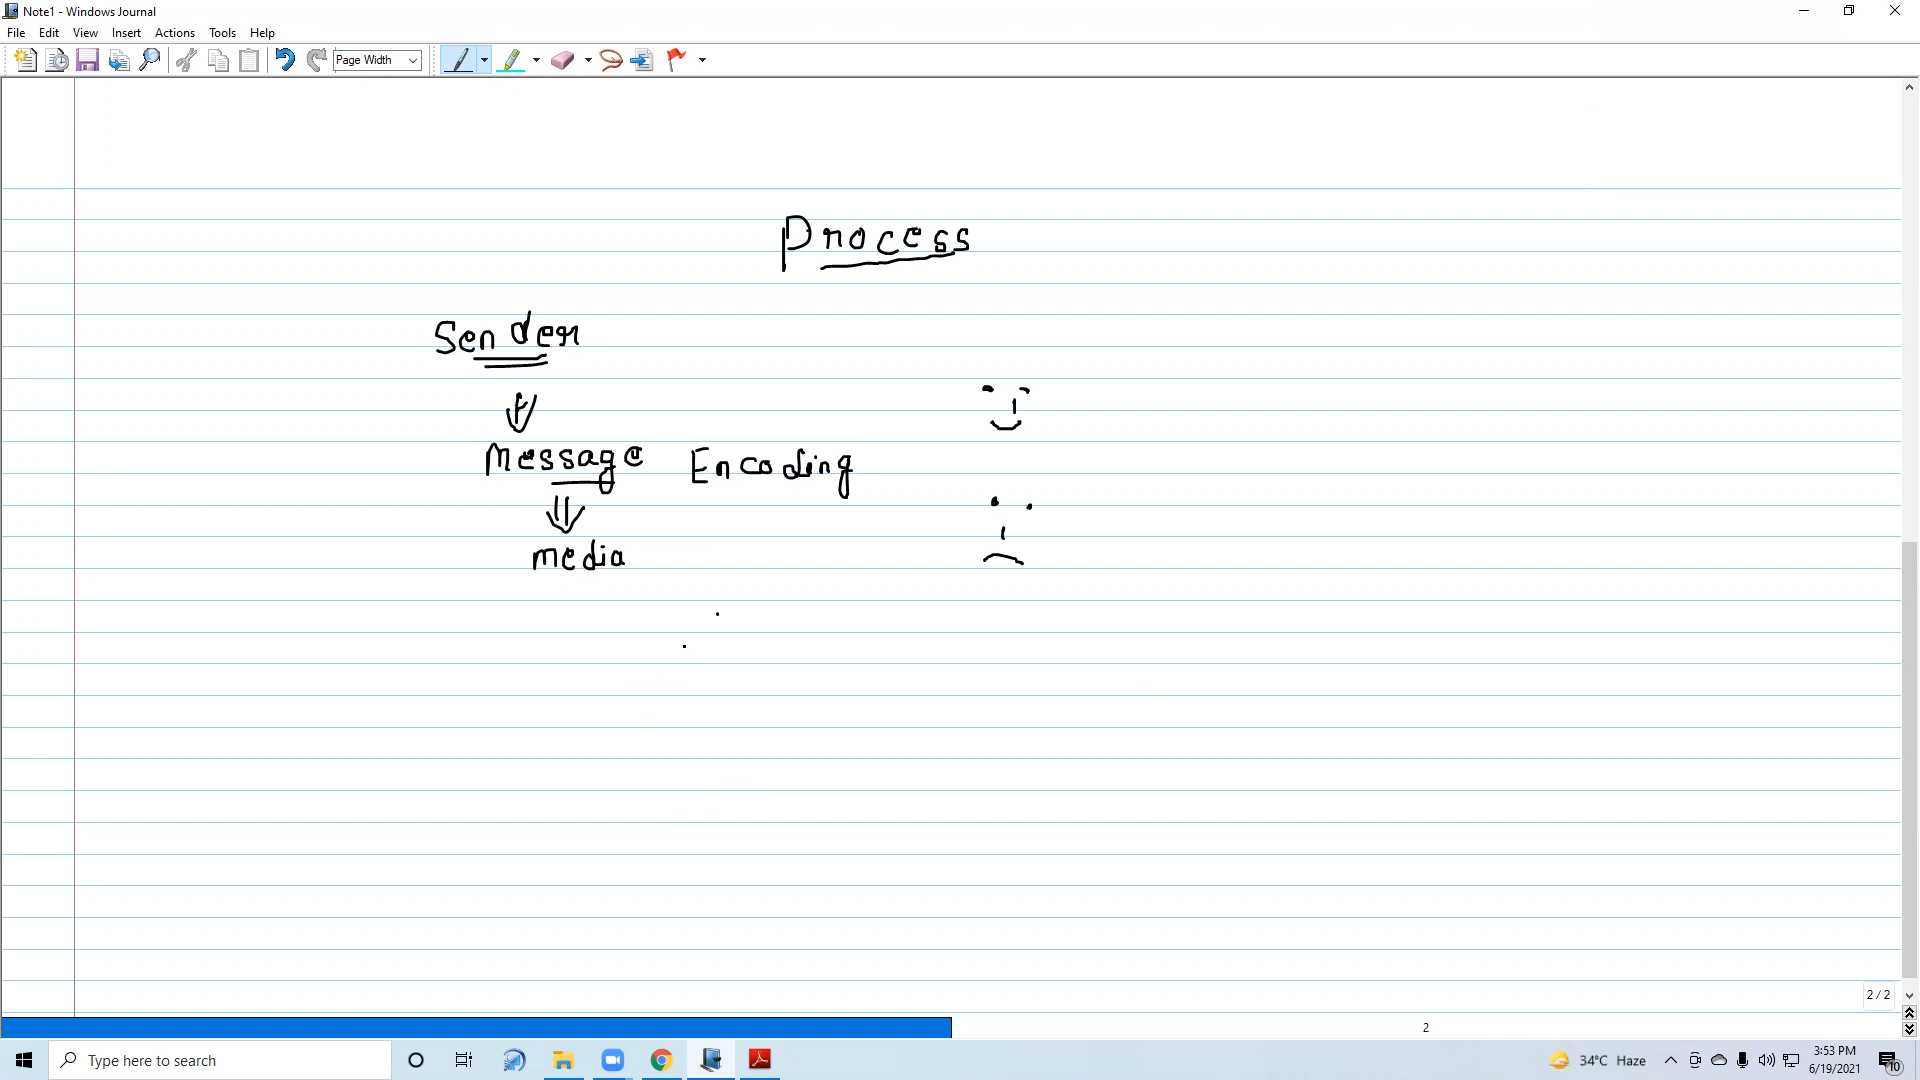 Note1 - Windows Journal
File Edit View Insert Actions Tools Help
Page Width
Process
Sender
Message Encoding
media
2 / 2
2
Type here to search
34°C Haze
3:53 PM
6/19/2021
10